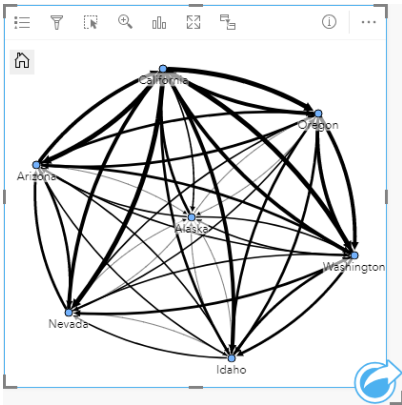 California
Oregon
Arizona
Alaska
Washington
Nevada
Idaho